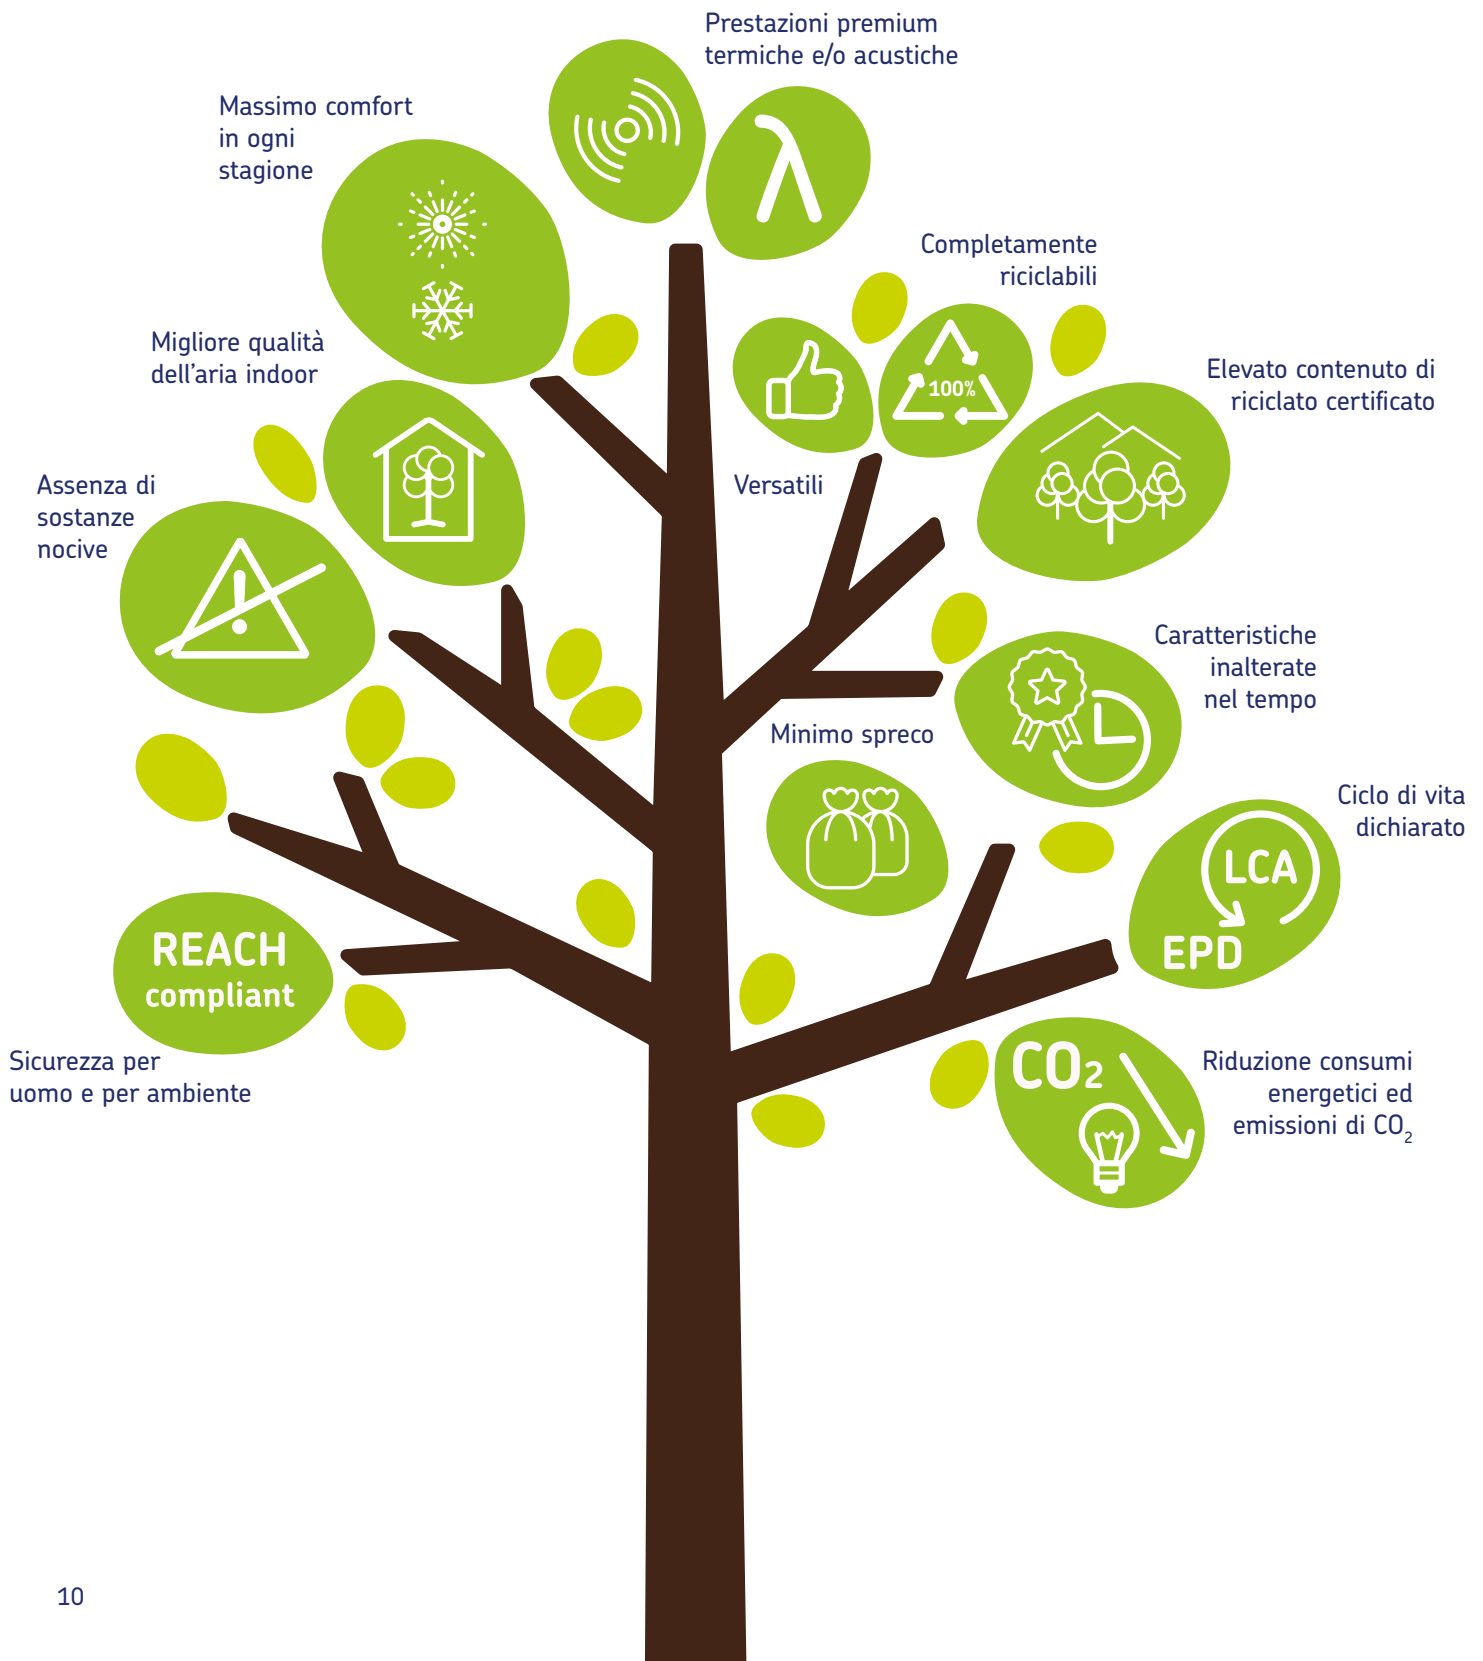 Prestazioni premium
termiche e/o acustiche
Massimo comfort
in ogni
stagione
Completamente
riciclabili
100%
Migliore qualità
dell'aria indoor
Elevato contenuto di
riciclato certificato
Versatili
Assenza di
sostanze
nocive
Caratteristiche
inalterate
nel tempo
Minimo spreco
Ciclo di vita
dichiarato
LCA
EPD
REACH
compliant
Sicurezza per
uomo e per ambiente
CO₂
Riduzione consumi
energetici ed
emissioni di CO₂
10